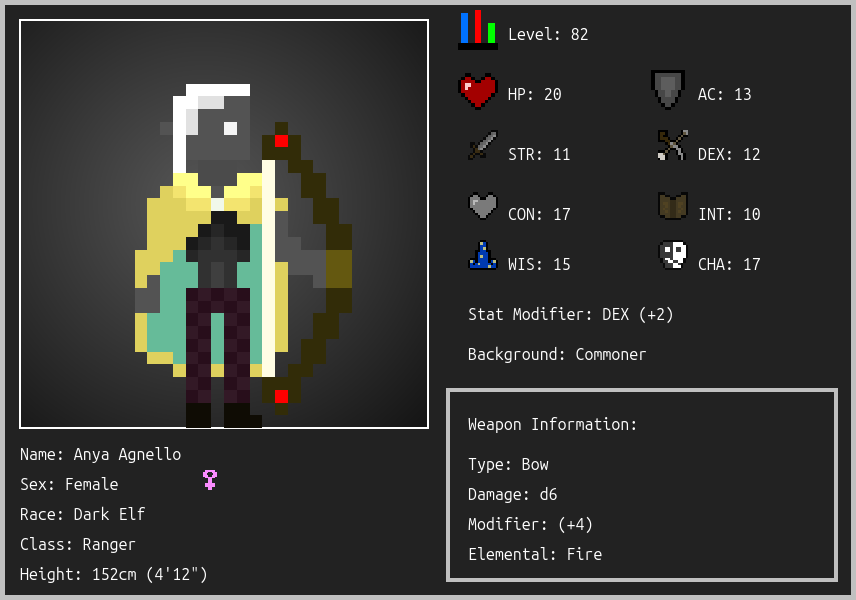 Level: 82
HP: 20
AC: 13
STR: 11
DEX: 12
CON: 17
INT: 10
WIS: 15
CHA: 17
Stat Modifier: DEX (+2)
Background: Commoner
Weapon Information:
Type: Bow
Damage: d6
Modifier: (+4)
Elemental: Fire
Name: Anya Agnello
Sex: Female
Race: Dark Elf
Class: Ranger
Height: 152cm (4'12")